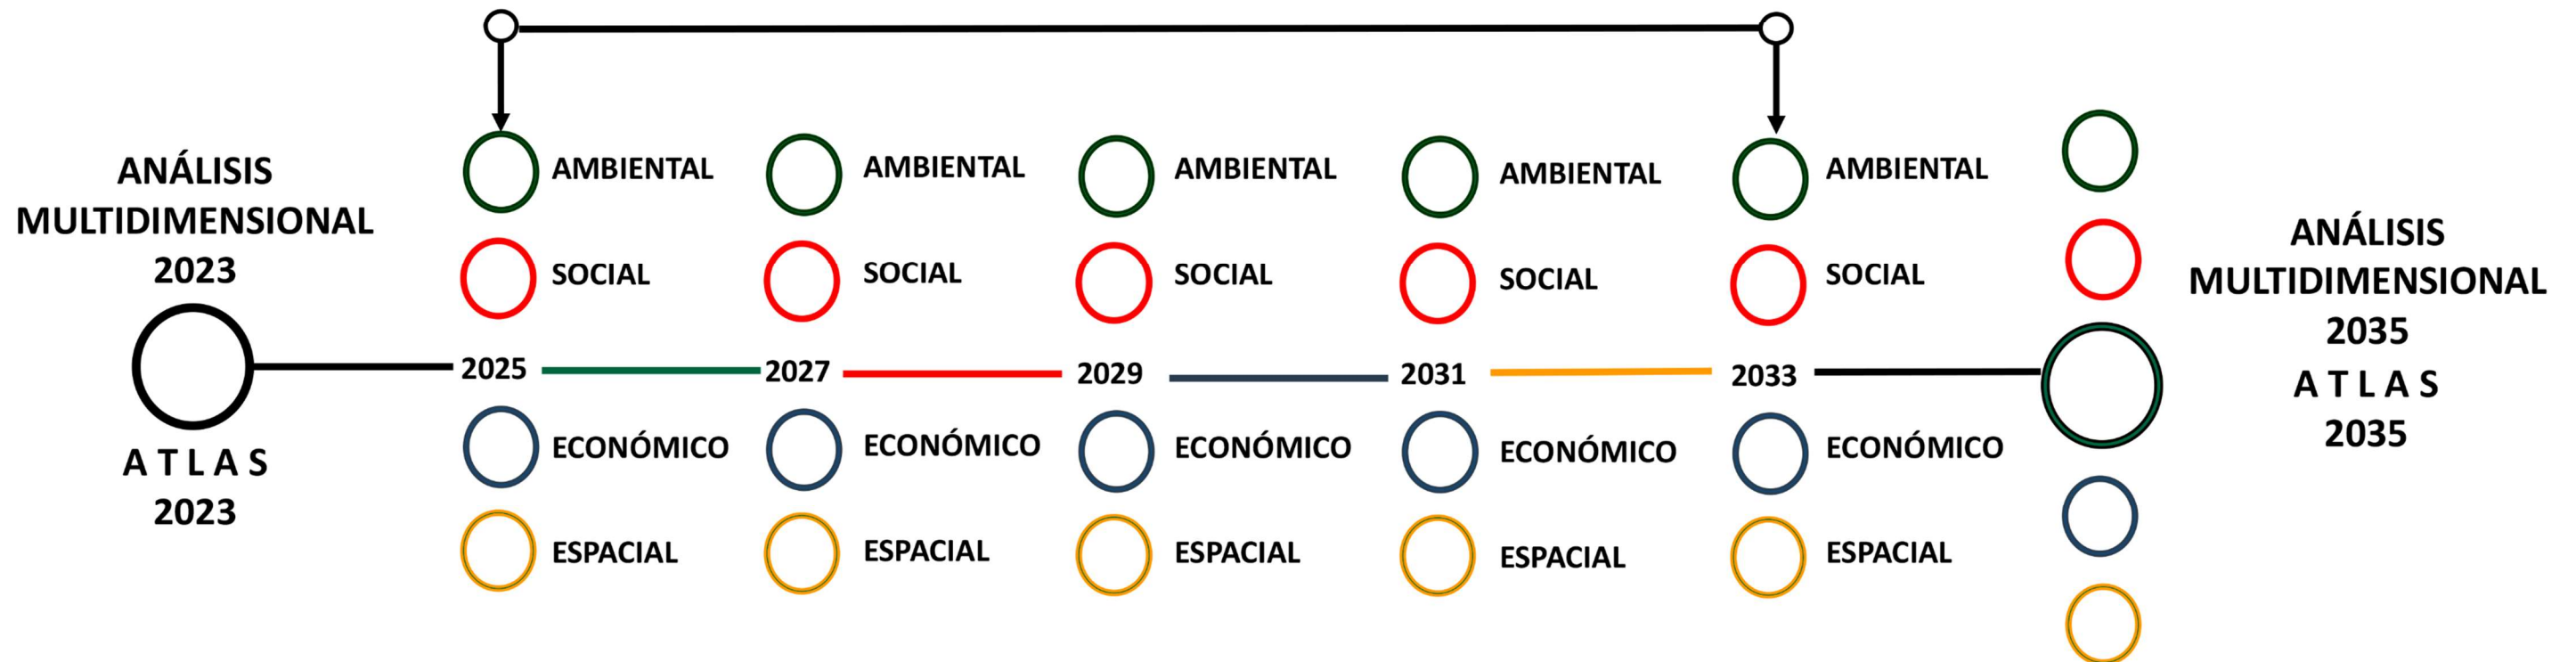 ANÁLISIS
MULTIDIMENSIONAL
2023
A T L A S
2023
AMBIENTAL
SOCIAL
2025
ECONÓMICO
ESPACIAL
AMBIENTAL
SOCIAL
2027
ECONÓMICO
ESPACIAL
AMBIENTAL
SOCIAL
2029
ECONÓMICO
ESPACIAL
AMBIENTAL
SOCIAL
2031
ECONÓMICO
ESPACIAL
AMBIENTAL
SOCIAL
2033
ECONÓMICO
ESPACIAL
ANÁLISIS
MULTIDIMENSIONAL
2035
A T L A S
2035